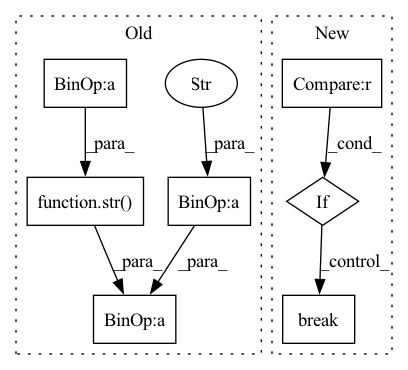 Old
New
BinOp:a
Str
Compare:r
_para_
_para_
_cond_
function.str()
BinOp:a
If
_para_
_para_
_control_
BinOp:a
break